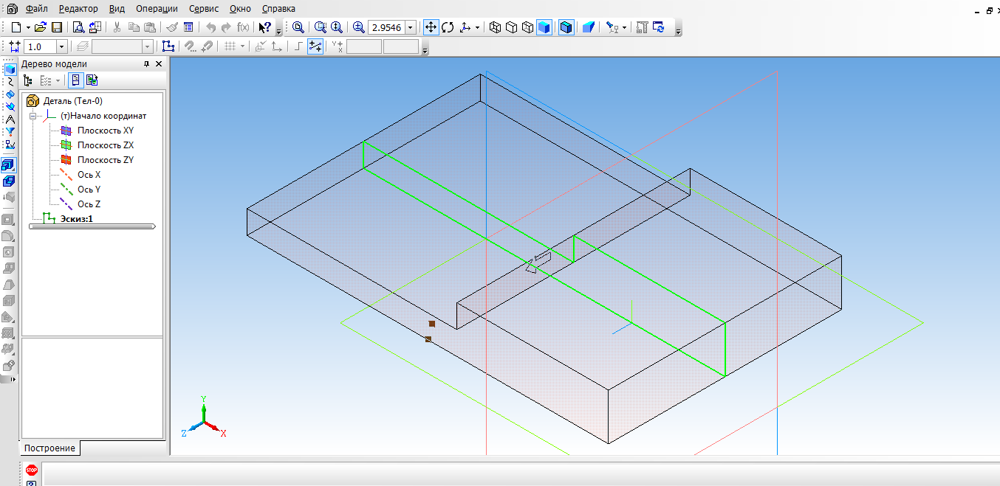 Файл Редактор Вид Операции Сервис Окно Справка
f(x) ? 2.9546
1.0
Дерево модели
Деталь (Тел-0)
(т)Начало координат
Плоскость XY
Плоскость ZX
Плоскость ZY
Ось X
Ось Y
Ось Z
Эскиз:1
Y
Z X
Построение
STOP
?